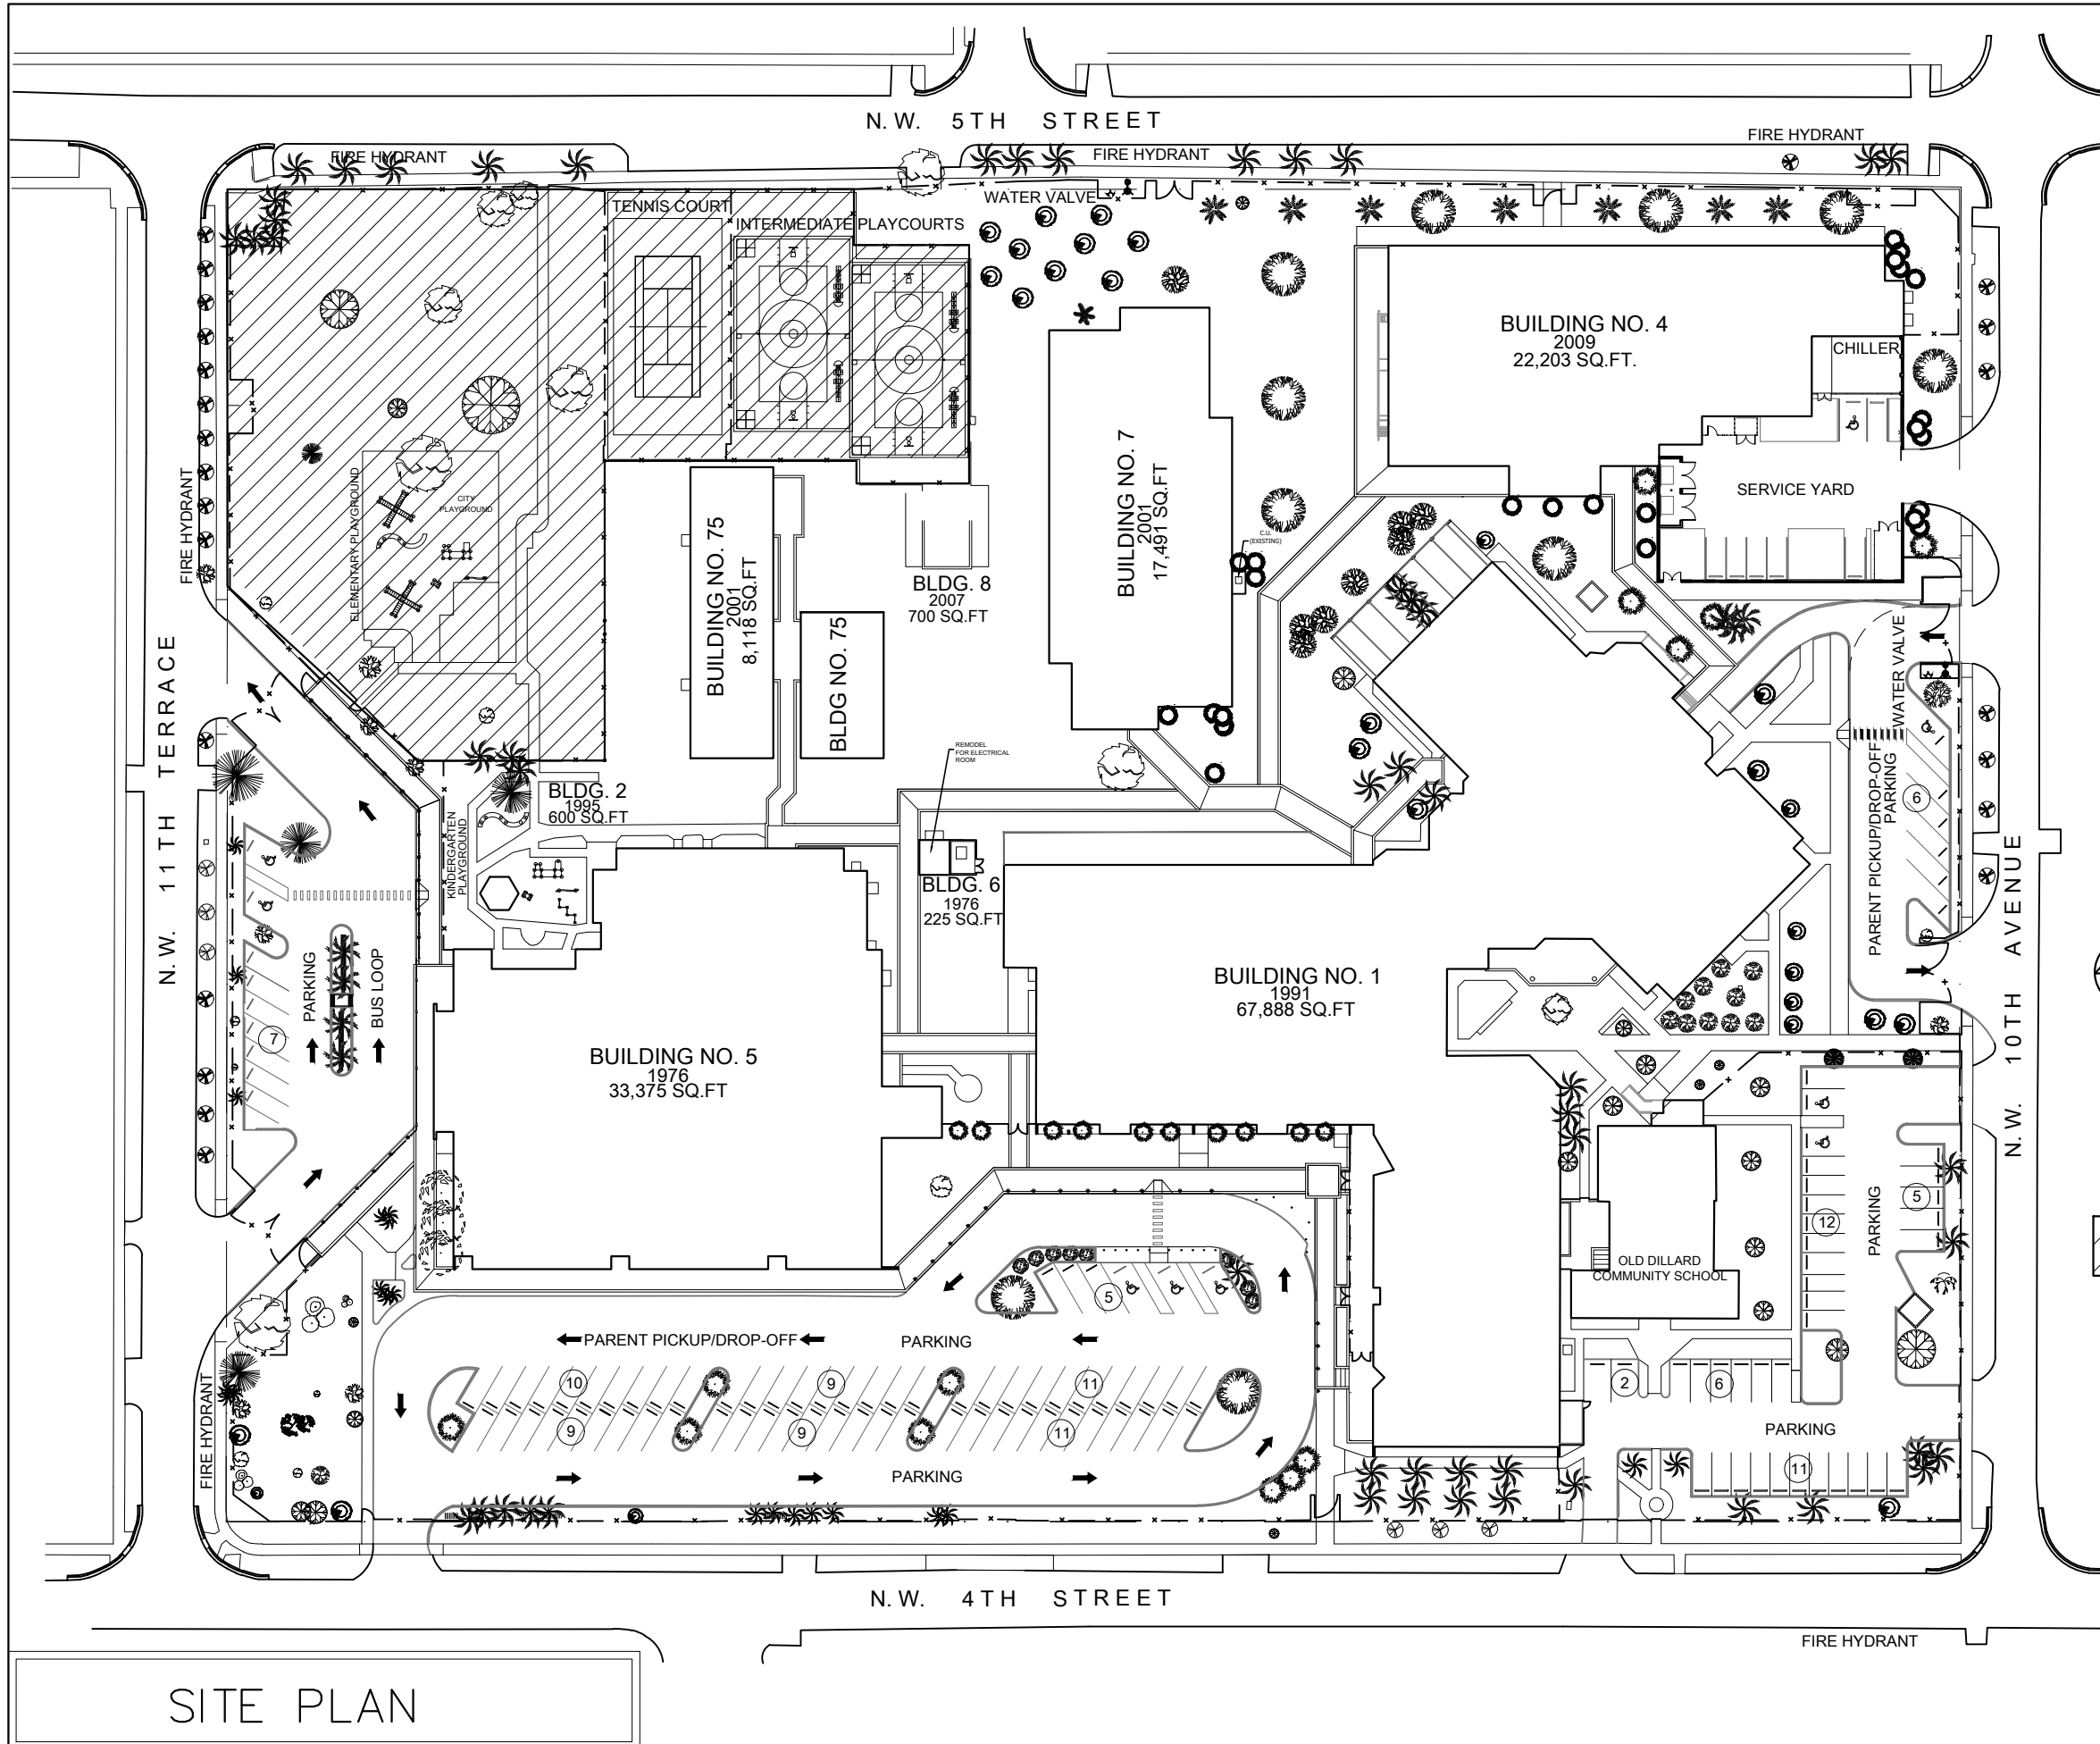 N.W. 5TH STREET
FIRE HYDRANT
FIRE HYDRANT
FIRE HYDRANT
WATER VALVE
TENNIS COURT
INTERMEDIATE PLAYCOURTS
BUILDING NO. 4
2009
22,203 SQ.FT.
CHILLER
SERVICE YARD
FIRE HYDRANT
ELEMENTARY PLAYGROUND
CITY
PLAYGROUND
BUILDING NO. 75
2001
8,118 SQ.FT
BLDG NO. 75
BLDG. 8
2007
700 SQ.FT
BUILDING NO. 7
2001
17,491 SQ.FT
C.U.
(EXISTING)
WATER VALVE
N.W. 11TH TERRACE
REMODEL
FOR ELECTRICAL
ROOM
BLDG. 2
1995
600 SQ.FT
KINDERGARTEN
PLAYGROUND
BLDG. 6
1976
225 SQ.FT
PARENT PICKUP/DROP-OFF
PARKING
6
N.W. 10TH AVENUE
PARKING
BUS LOOP
7
BUILDING NO. 5
1976
33,375 SQ.FT
BUILDING NO. 1
1991
67,888 SQ.FT
12
PARKING
5
OLD DILLARD
COMMUNITY SCHOOL
5
PARENT PICKUP/DROP-OFF
PARKING
10
9
11
9
9
11
2
6
PARKING
11
PARKING
FIRE HYDRANT
N.W. 4TH STREET
FIRE HYDRANT
SITE PLAN